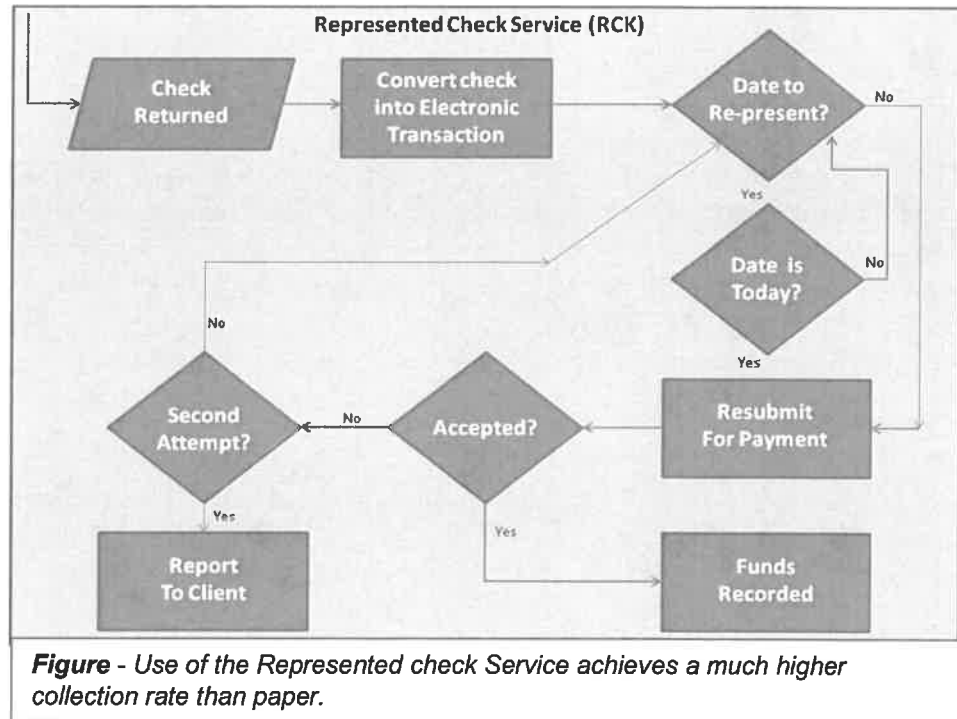 Represented Check Service (RCK)
Check
Returned
Convert check
into Electronic
Transaction
Date to
Re-present?
No
Yes
Date is
Today?
No
Yes
No
Second
Attempt?
No
Accepted?
Resubmit
For Payment
Yes
Yes
Report
To Client
Funds
Recorded
Figure - Use of the Represented check Service achieves a much higher
collection rate than paper.